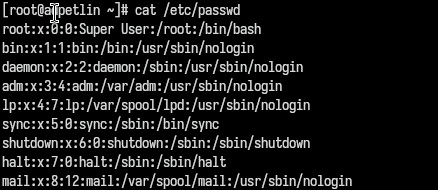 [root@appetlin ~]# cat /etc/passwd
root:x:0:0:Super User:/root:/bin/bash
bin:x:1:1:bin:/bin:/usr/sbin/nologin
daemon:x:2:2:daemon:/sbin:/usr/sbin/nologin
adm:x:3:4:adm:/var/adm:/usr/sbin/nologin
lp:x:4:7:lp:/var/spool/lpd:/usr/sbin/nologin
sync:x:5:0:sync:/sbin:/bin/sync
shutdown:x:6:0:shutdown:/sbin:/sbin/shutdown
halt:x:7:0:halt:/sbin:/sbin/halt
mail:x:8:12:mail:/var/spool/mail:/usr/sbin/nologin